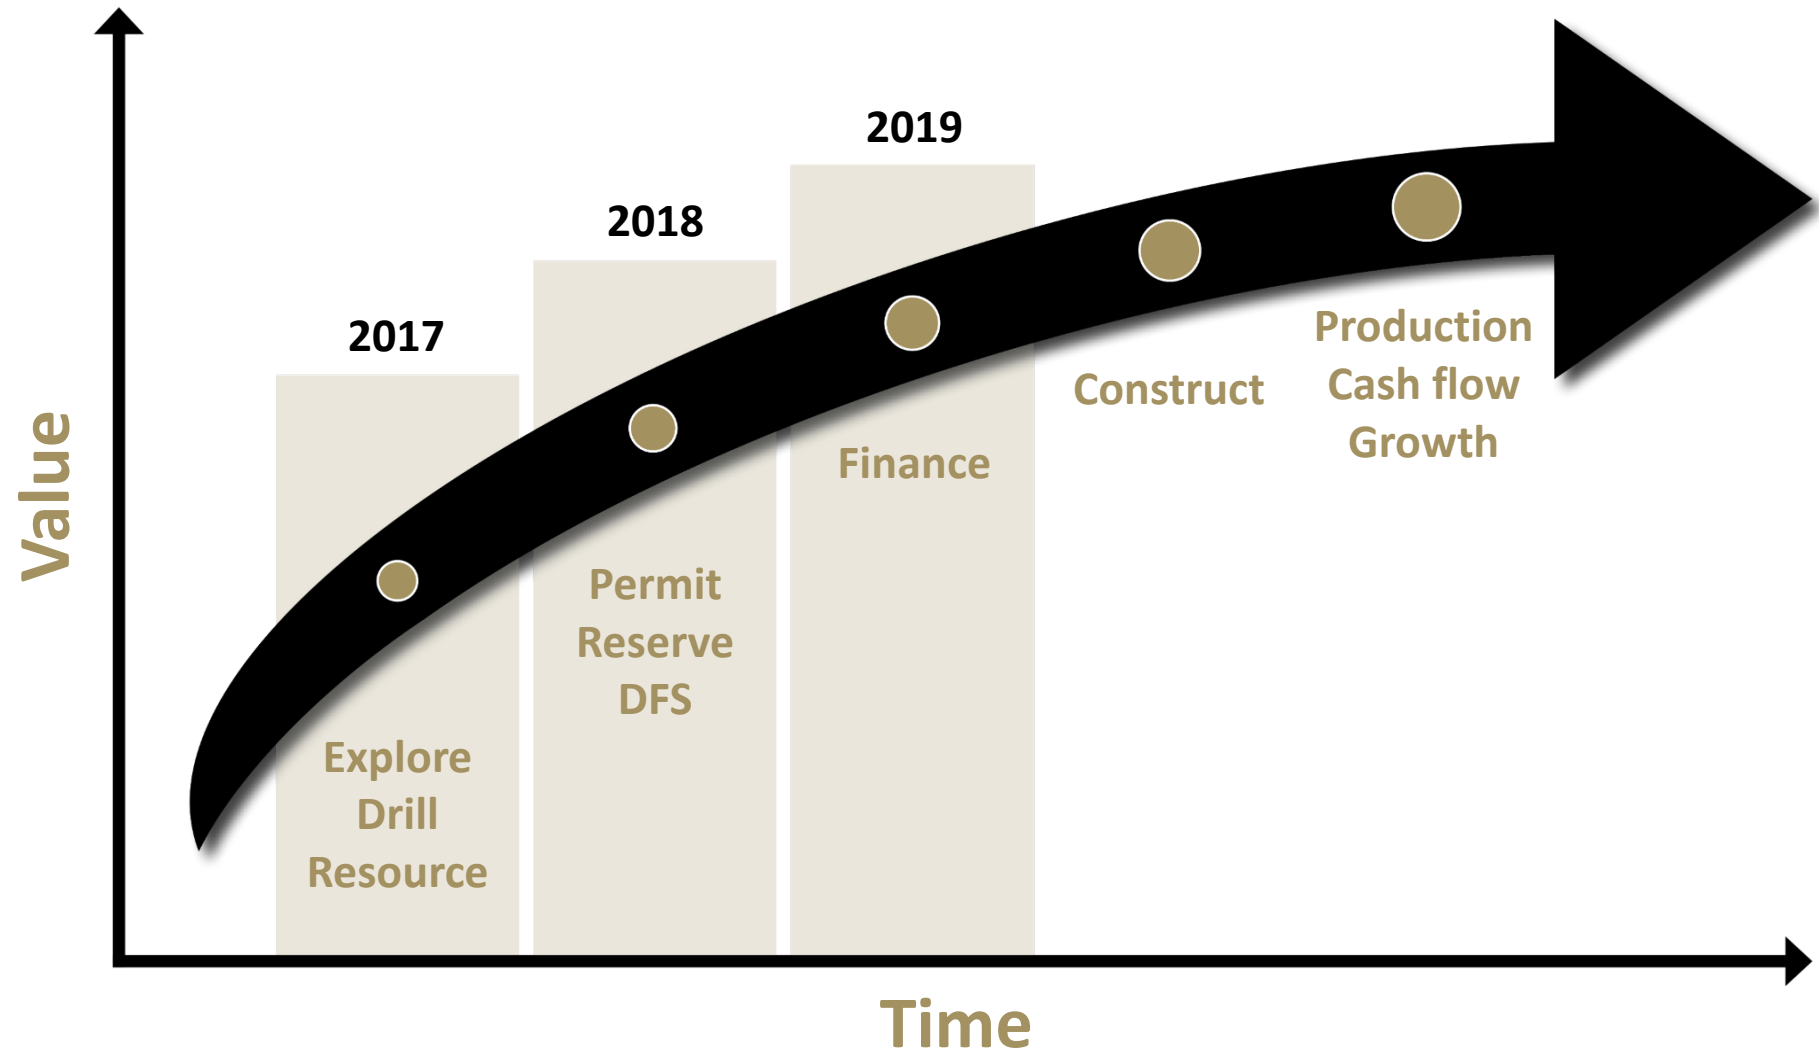 Value
2017
Explore
Drill
Resource
2018
Permit
Reserve
DFS
2019
Finance
Construct
Production
Cash flow
Growth
Time